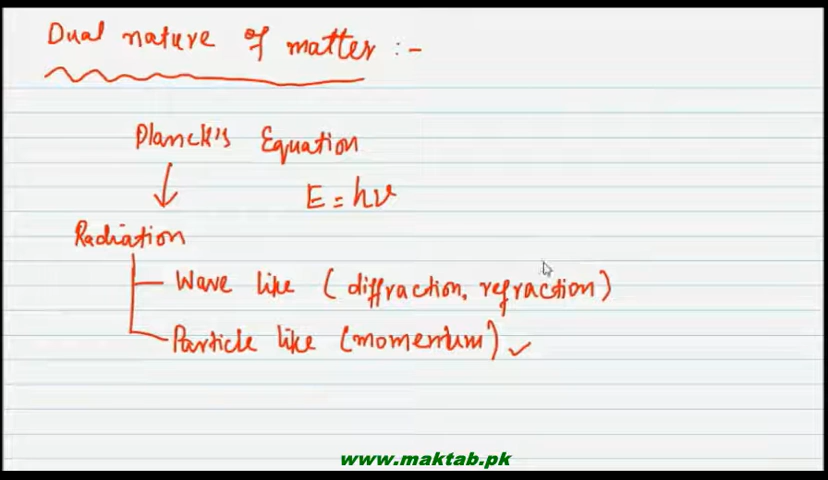 Dual nature of matter :-
Planck's Equation
E = hν
Radiation
Wave like (diffraction, refraction)
Particle like (momentum) ✓
www.maktab.pk